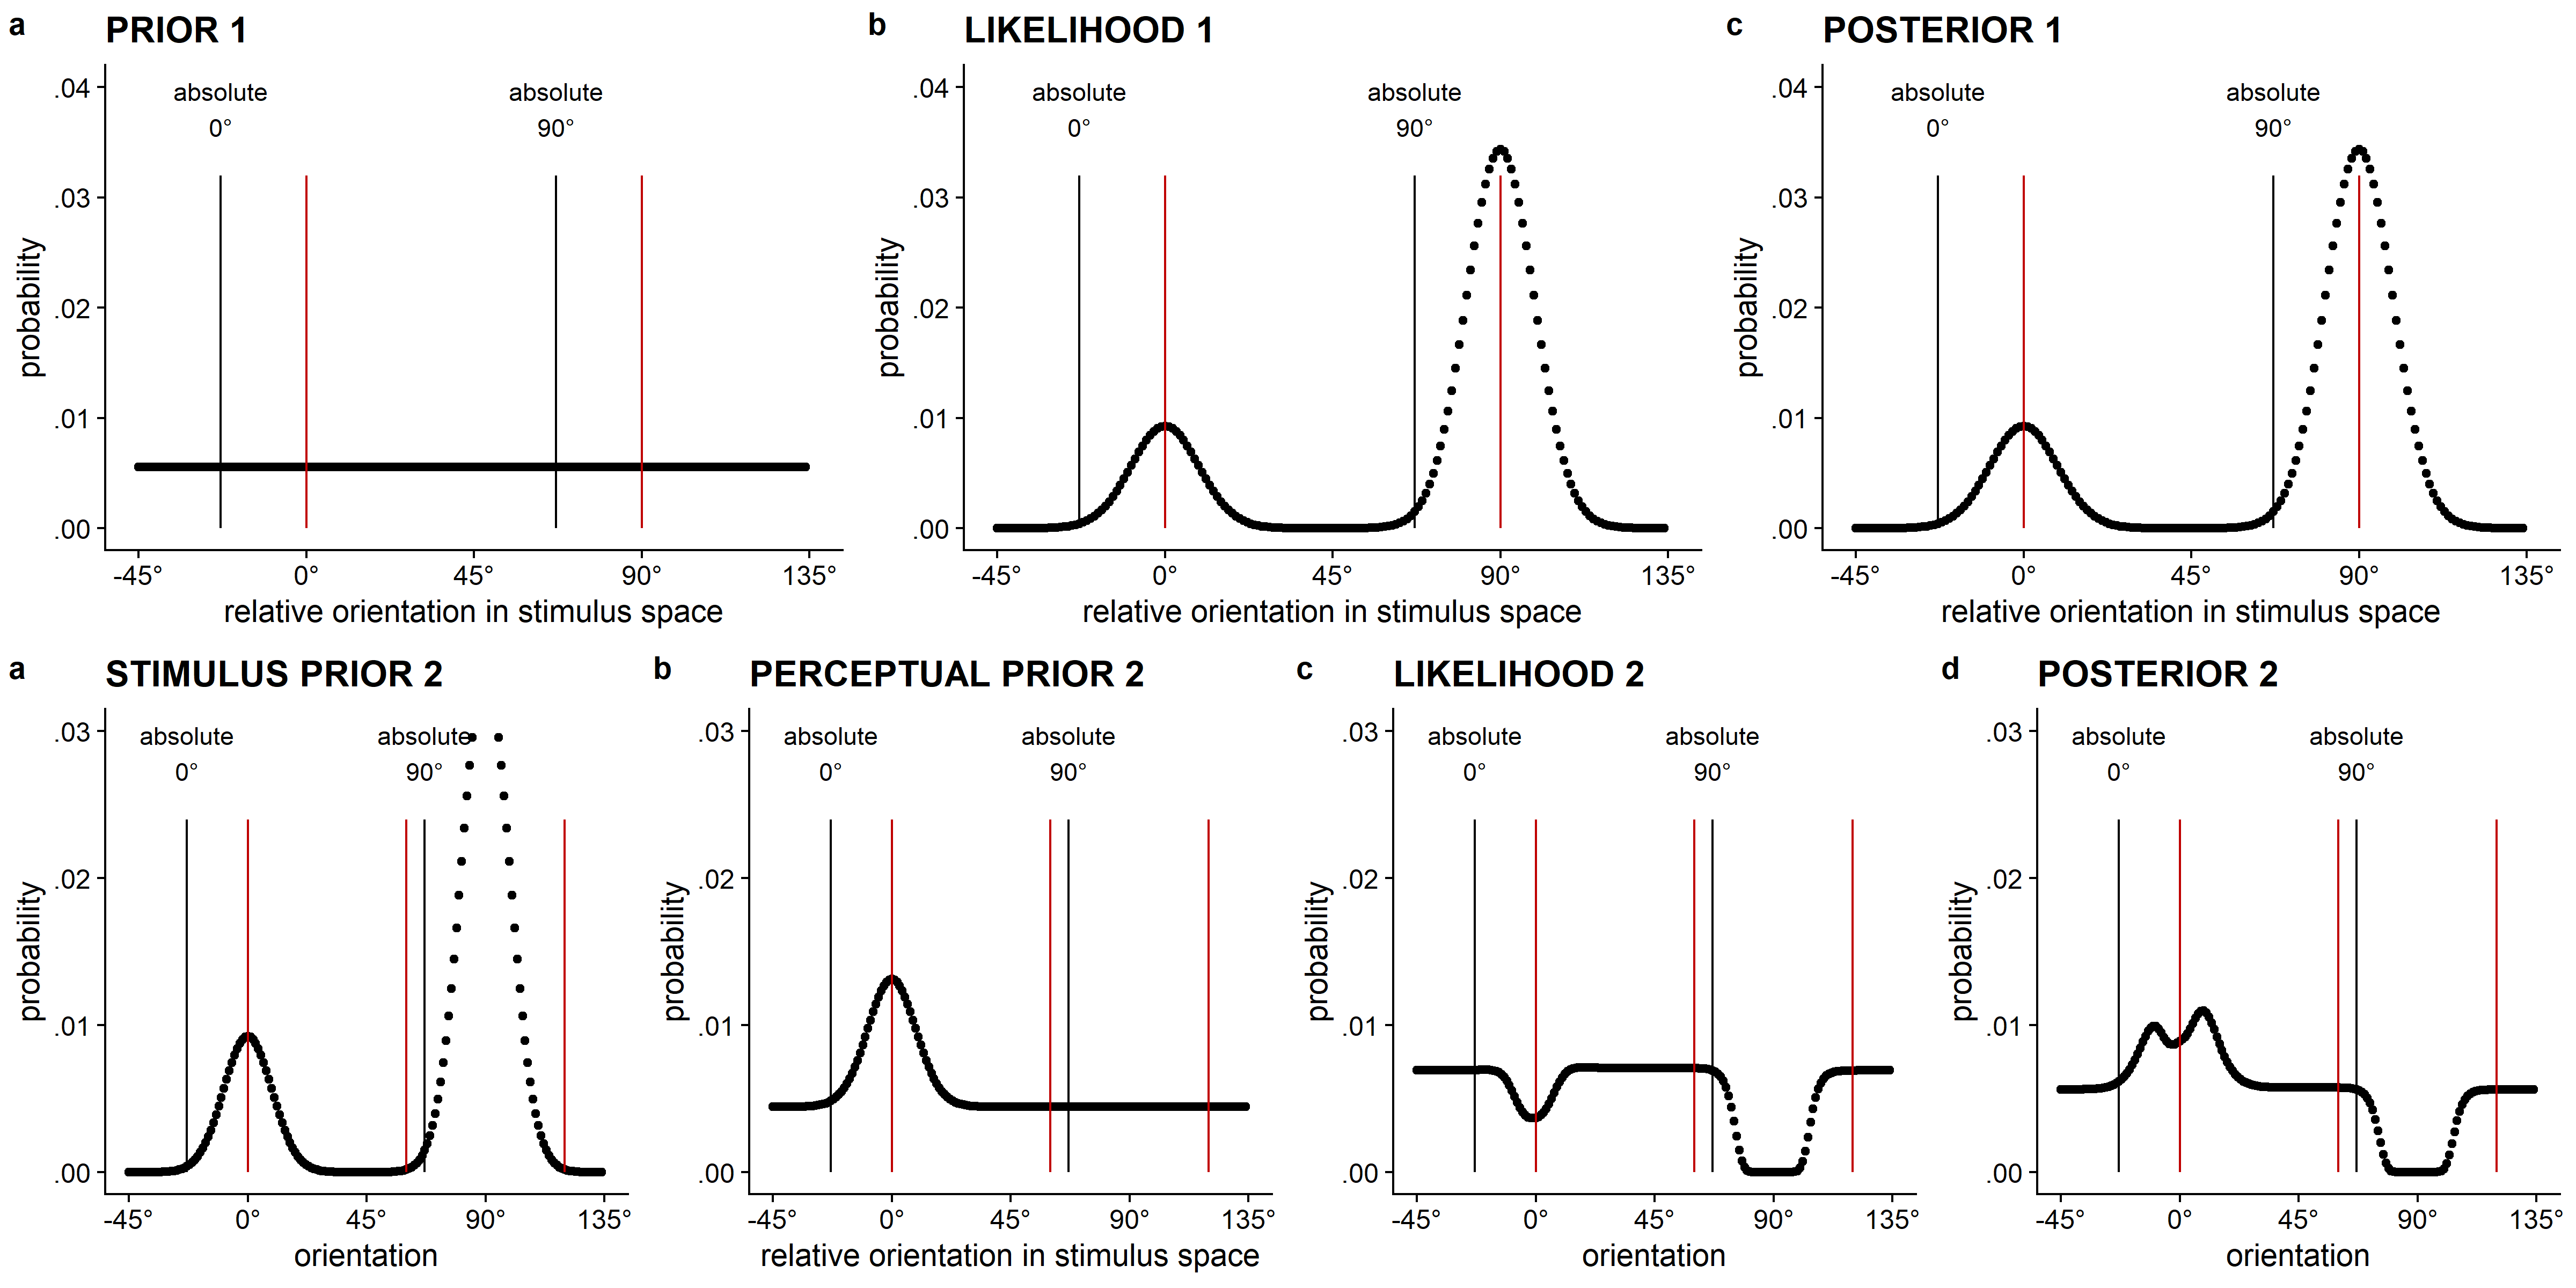 a PRIOR 1
absolute 0°
absolute 90°
.04
.03
.02
.01
.00
probability
-45° 0° 45° 90° 135°
relative orientation in stimulus space
b LIKELIHOOD 1
absolute 0°
absolute 90°
.04
.03
.02
.01
.00
probability
-45° 0° 45° 90° 135°
relative orientation in stimulus space
c POSTERIOR 1
absolute 0°
absolute 90°
.04
.03
.02
.01
.00
probability
-45° 0° 45° 90° 135°
relative orientation in stimulus space
a STIMULUS PRIOR 2
absolute 0°
absolute 90°
.03
.02
.01
.00
probability
-45° 0° 45° 90° 135°
orientation
b PERCEPTUAL PRIOR 2
absolute 0°
absolute 90°
.03
.02
.01
.00
probability
-45° 0° 45° 90° 135°
relative orientation in stimulus space
c LIKELIHOOD 2
absolute 0°
absolute 90°
.03
.02
.01
.00
probability
-45° 0° 45° 90° 135°
orientation
d POSTERIOR 2
absolute 0°
absolute 90°
.03
.02
.01
.00
probability
-45° 0° 45° 90° 135°
orientation